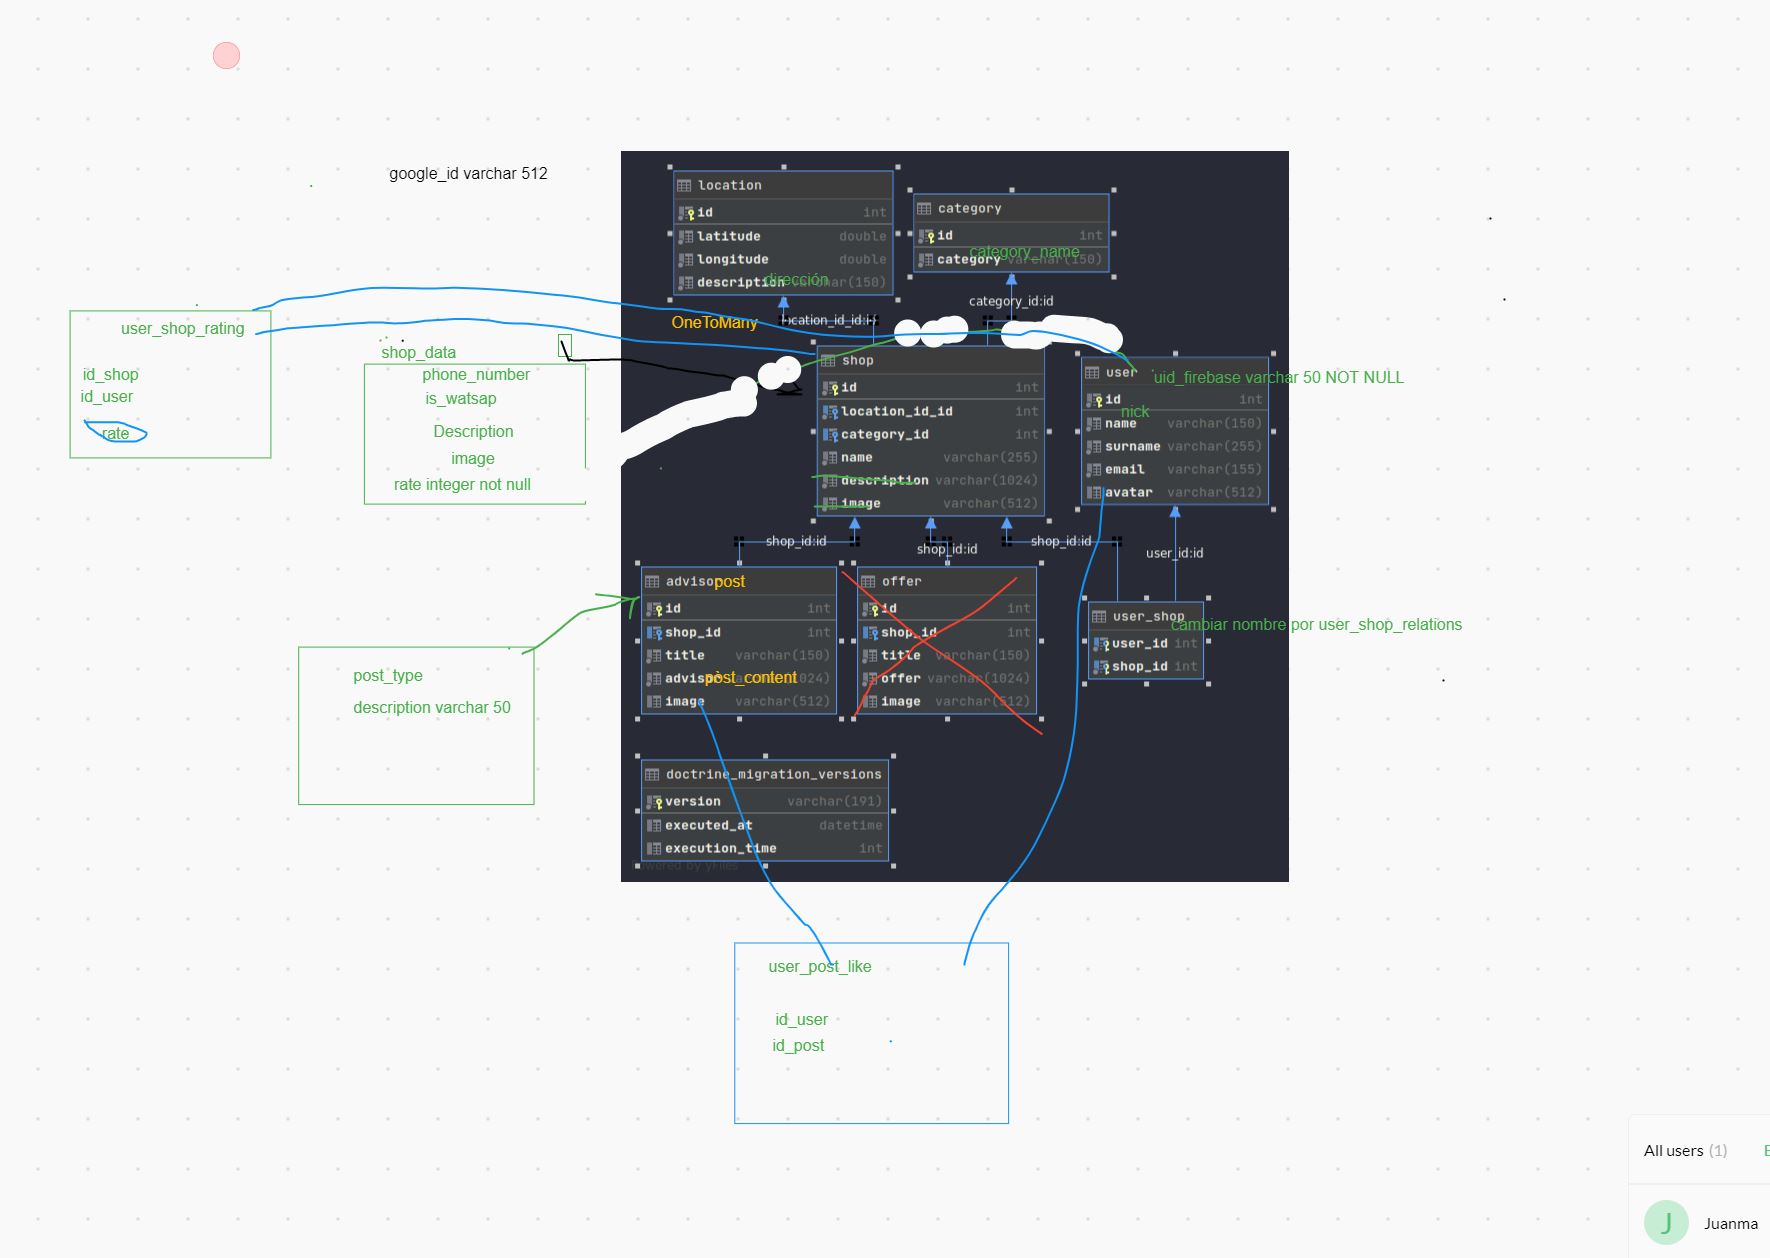 google_id varchar 512
location
id int
latitude double
longitude double
description varchar(150)
dirección
category
id int
category_name
category varchar(150)
category_id:id
OneToMany
location_id_id:id
user_shop_rating
id_shop
id_user
rate
shop_data
phone_number
is_watsap
Description
image
rate integer not null
shop
id int
location_id_id int
category_id int
name varchar(255)
description varchar(1024)
image varchar(512)
user
uid_firebase varchar 50 NOT NULL
id int
nick
name varchar(150)
surname varchar(255)
email varchar(155)
avatar varchar(512)
shop_id:id
shop_id:id
shop_id:id
user_id:id
post
id int
shop_id int
title varchar(150)
post_content
image varchar(512)
offer
id int
shop_id int
title varchar(150)
offer varchar(1024)
image varchar(512)
user_shop
cambiar nombre por user_shop_relations
user_id int
shop_id int
post_type
description varchar 50
doctrine_migration_versions
version varchar(191)
executed_at datetime
execution_time int
Powered by yFiles
user_post_like
id_user
id_post
All users (1)
J Juanma